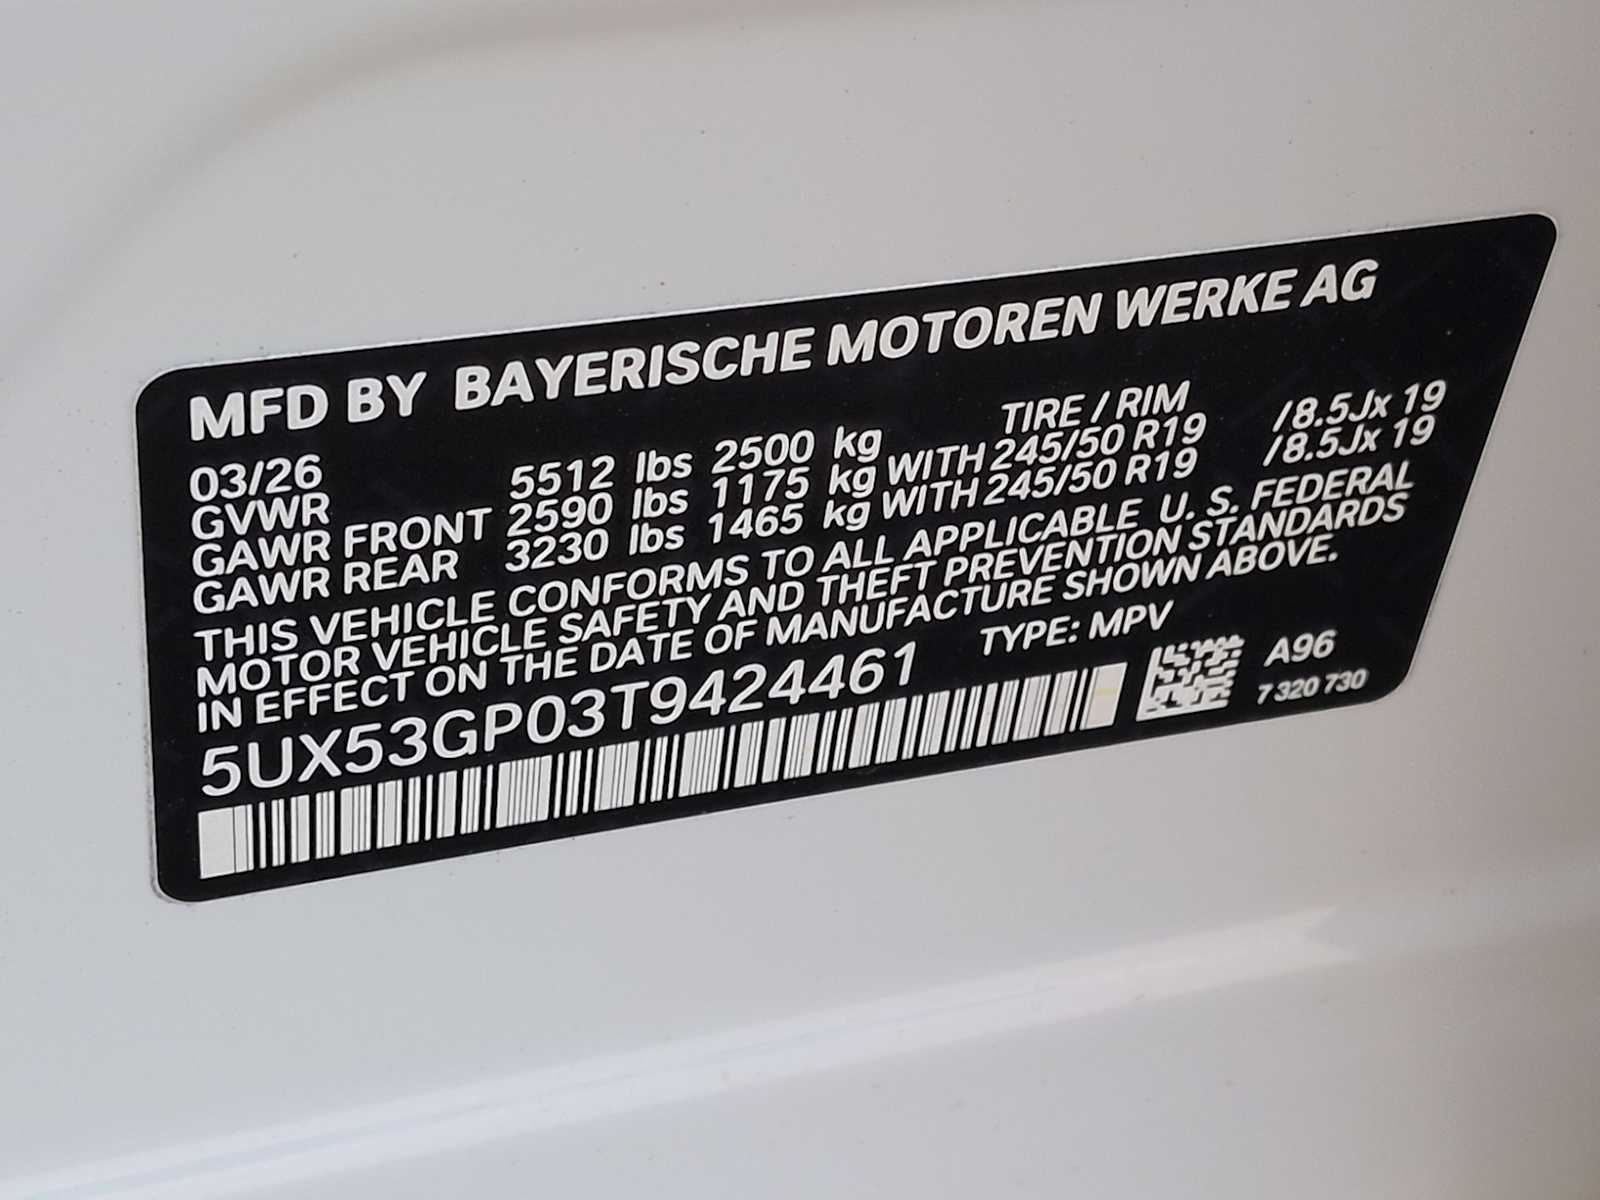 MFD BY BAYERISCHE MOTOREN WERKE AG
03/26 TIRE / RIM
GVWR 5512 lbs 2500 kg
GAWR FRONT 2590 lbs 1175 kg WITH 245/50 R19 /8.5Jx 19
GAWR REAR 3230 lbs 1465 kg WITH 245/50 R19 /8.5Jx 19
THIS VEHICLE CONFORMS TO ALL APPLICABLE U. S. FEDERAL
MOTOR VEHICLE SAFETY AND THEFT PREVENTION STANDARDS
IN EFFECT ON THE DATE OF MANUFACTURE SHOWN ABOVE.
5UX53GP03T9424461 TYPE: MPV
A96
7 320 730